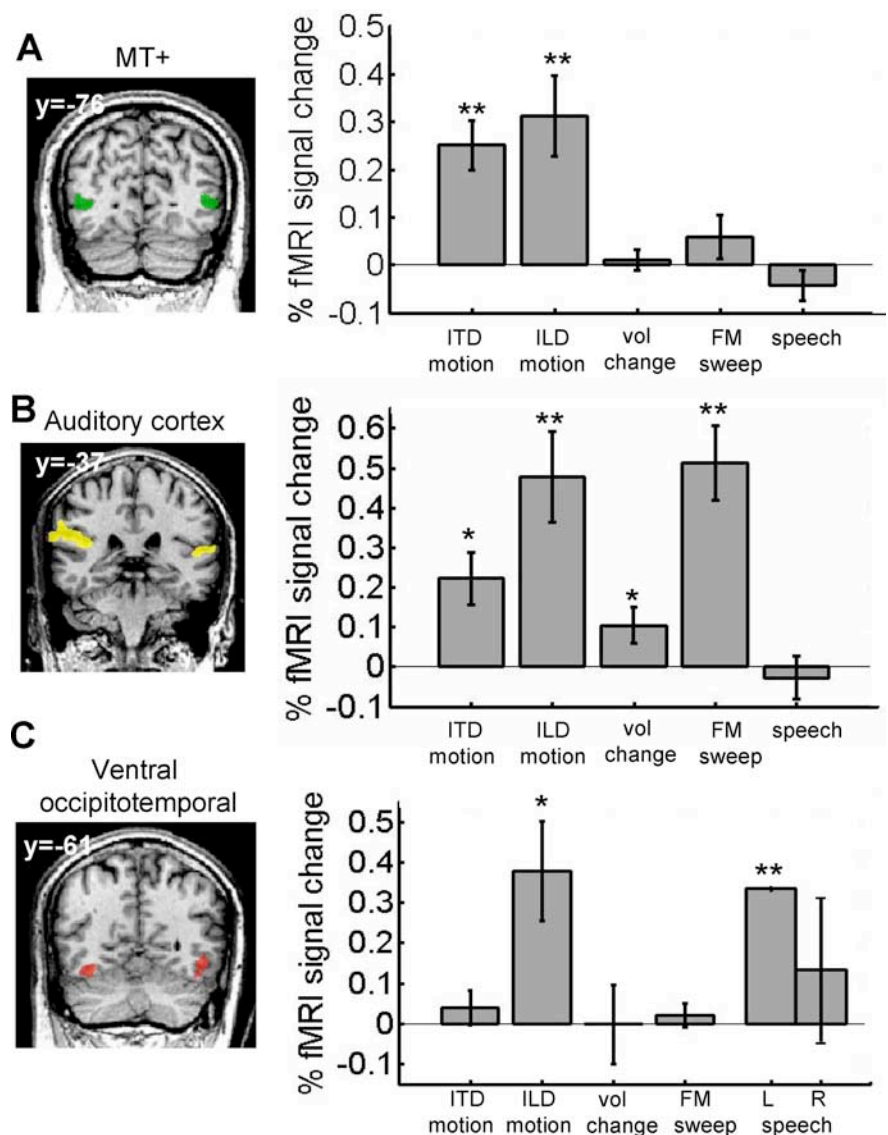 A
MT+
y=-76
% fMRI signal change
0.5
0.4
0.3
0.2
0.1
0
-0.1
** **
ITD motion
ILD motion
vol change
FM sweep
speech
B
Auditory cortex
y=-37
% fMRI signal change
0.6
0.5
0.4
0.3
0.2
0.1
0
-0.1
* ** * **
ITD motion
ILD motion
vol change
FM sweep
speech
C
Ventral
occipitotemporal
y=-61
% fMRI signal change
0.5
0.4
0.3
0.2
0.1
0
-0.1
* **
ITD motion
ILD motion
vol change
FM sweep
L R
speech